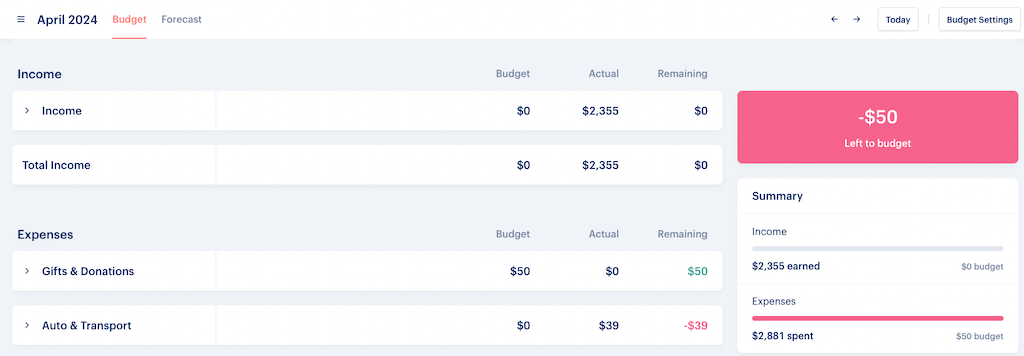 April 2024 Budget Forecast Today Budget Settings
Income Budget Actual Remaining
Income $0 $2,355 $0
Total Income $0 $2,355 $0
Expenses Budget Actual Remaining
Gifts & Donations $50 $0 $50
Auto & Transport $0 $39 -$39
-$50
Left to budget
Summary
Income
$2,355 earned $0 budget
Expenses
$2,881 spent $50 budget